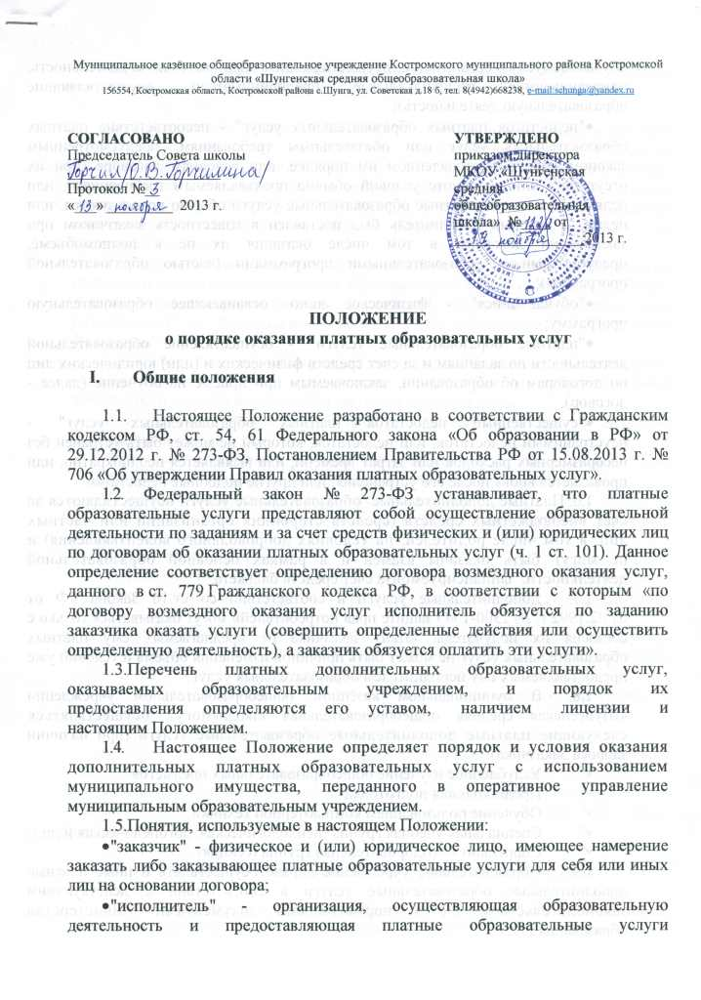 Муниципальное казённое общеобразовательное учреждение Костромского муниципального района Костромской
области «Шунгенская средняя общеобразовательная школа»
156554, Костромская область, Костромской района с.Шунга, ул. Советская д.18 б, тел. 8(4942)668238, e-mail:schunga@yandex.ru
СОГЛАСОВАНО
Председатель Совета школы
/О.В. Горчилина/
Протокол № 3
« 13 » ноября 2013 г.
УТВЕРЖДЕНО
приказом директора
МКОУ «Шунгенская
средняя
общеобразовательная
школа» № от
13 ноября 2013 г.
ПОЛОЖЕНИЕ
о порядке оказания платных образовательных услуг
I. Общие положения
1.1. Настоящее Положение разработано в соответствии с Гражданским
кодексом РФ, ст. 54, 61 Федерального закона «Об образовании в РФ» от
29.12.2012 г. № 273-ФЗ, Постановлением Правительства РФ от 15.08.2013 г. №
706 «Об утверждении Правил оказания платных образовательных услуг».
1.2. Федеральный закон № 273-ФЗ устанавливает, что платные
образовательные услуги представляют собой осуществление образовательной
деятельности по заданиям и за счет средств физических и (или) юридических лиц
по договорам об оказании платных образовательных услуг (ч. 1 ст. 101). Данное
определение соответствует определению договора возмездного оказания услуг,
данного в ст. 779 Гражданского кодекса РФ, в соответствии с которым «по
договору возмездного оказания услуг исполнитель обязуется по заданию
заказчика оказать услуги (совершить определенные действия или осуществить
определенную деятельность), а заказчик обязуется оплатить эти услуги».
1.3.Перечень платных дополнительных образовательных услуг,
оказываемых образовательным учреждением, и порядок их
предоставления определяются его уставом, наличием лицензии и
настоящим Положением.
1.4. Настоящее Положение определяет порядок и условия оказания
дополнительных платных образовательных услуг с использованием
муниципального имущества, переданного в оперативное управление
муниципальным образовательным учреждением.
1.5.Понятия, используемые в настоящем Положении:
•"заказчик" - физическое и (или) юридическое лицо, имеющее намерение
заказать либо заказывающее платные образовательные услуги для себя или иных
лиц на основании договора;
•"исполнитель" - организация, осуществляющая образовательную
деятельность и предоставляющая платные образовательные услуги